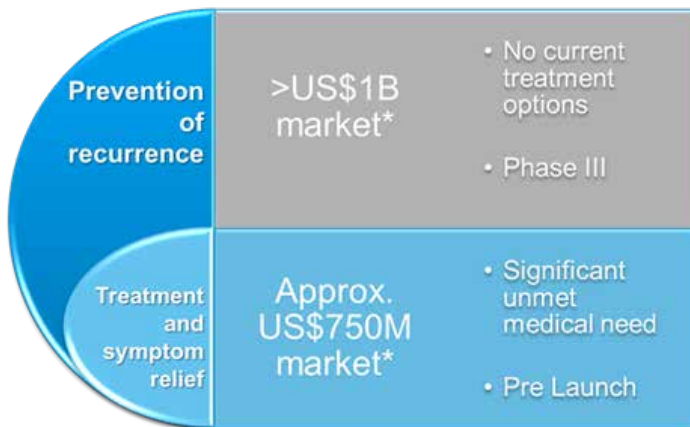 Prevention
of
recurrence
>US$1B
market*
• No current
treatment
options
• Phase III
Treatment
and
symptom
relief
Approx.
US$750M
market*
• Significant
unmet
medical need
• Pre Launch